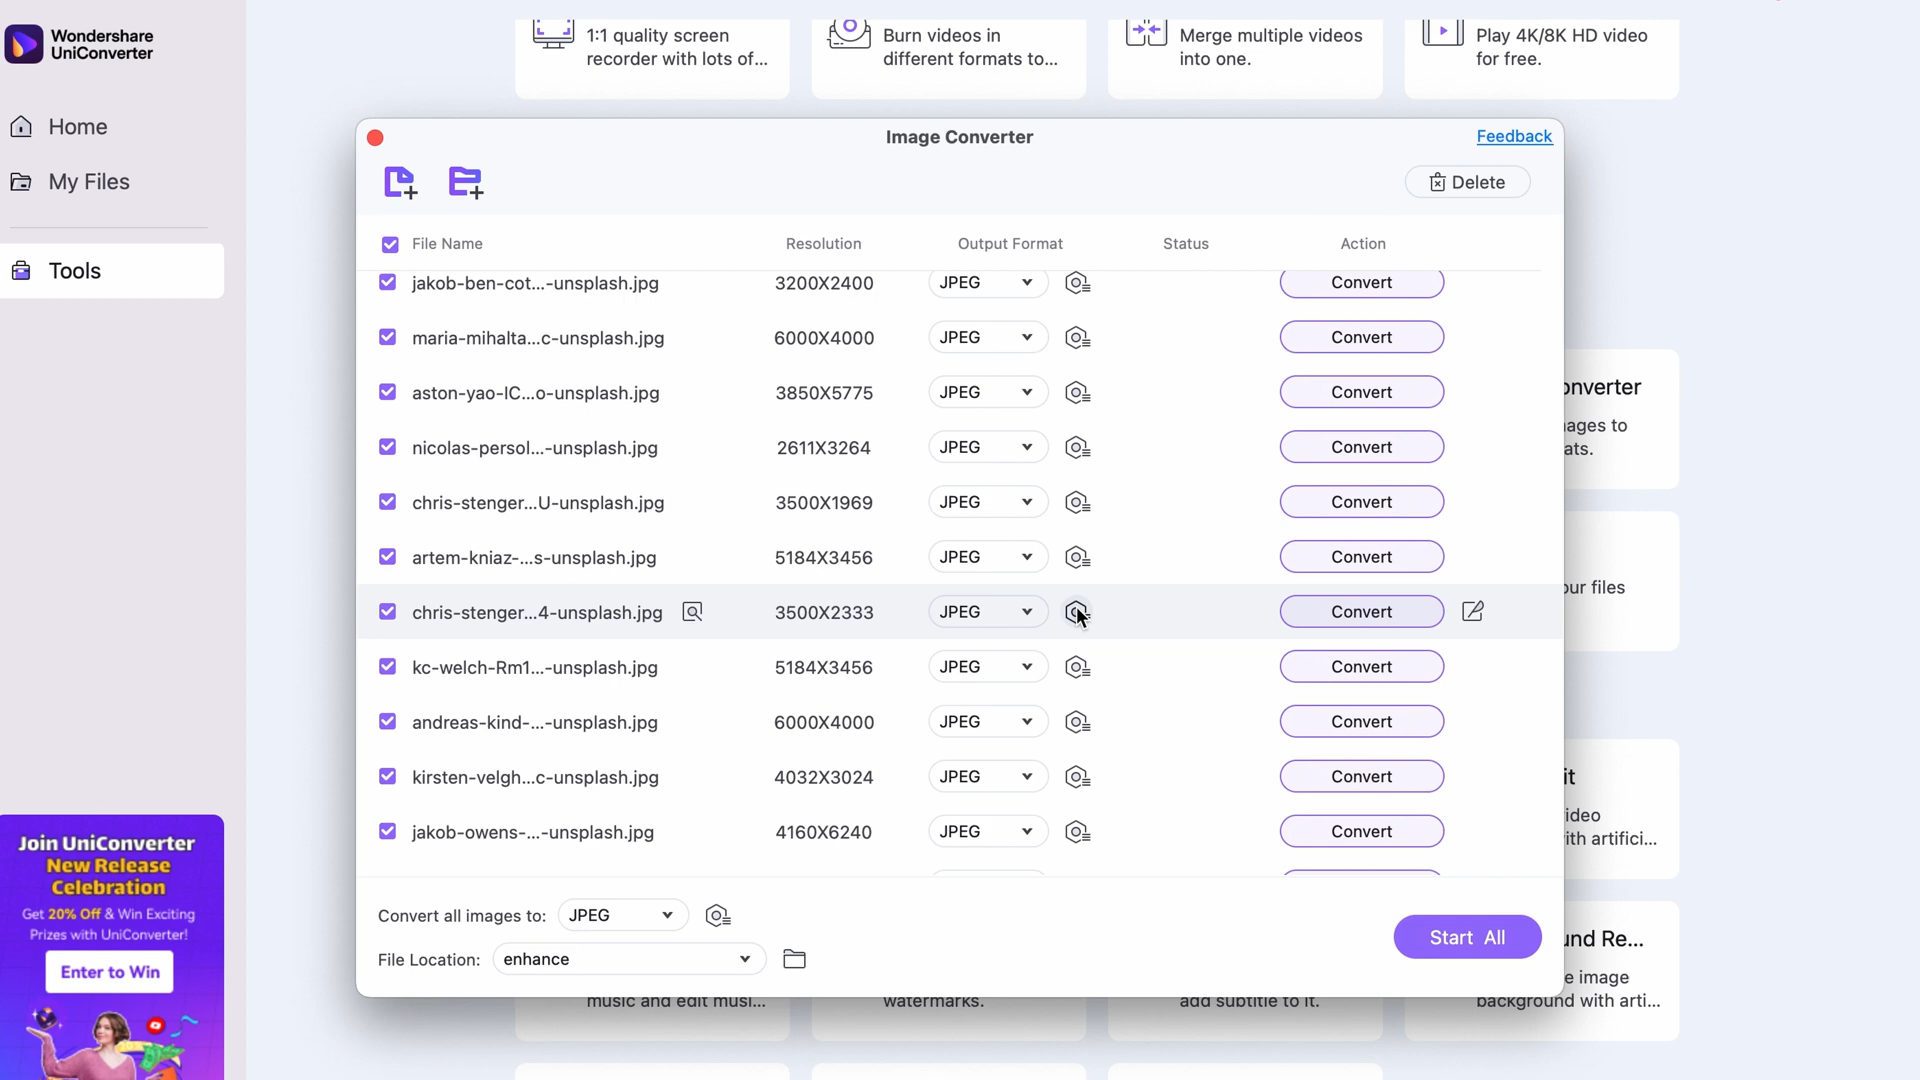 Wondershare
UniConverter
Home
My Files
Tools
Join UniConverter
New Release
Celebration
Get 20% Off & Win Exciting
Prizes with UniConverter!
Enter to Win
1:1 quality screen
recorder with lots of...
Burn videos in
different formats to...
Merge multiple videos
into one.
Play 4K/8K HD video
for free.
Image Converter
Feedback
Delete
File Name Resolution Output Format Status Action
jakob-ben-cot...-unsplash.jpg 3200X2400 JPEG Convert
maria-mihalta...c-unsplash.jpg 6000X4000 JPEG Convert
aston-yao-IC...o-unsplash.jpg 3850X5775 JPEG Convert
nicolas-persol...-unsplash.jpg 2611X3264 JPEG Convert
chris-stenger...U-unsplash.jpg 3500X1969 JPEG Convert
artem-kniaz-...s-unsplash.jpg 5184X3456 JPEG Convert
chris-stenger...4-unsplash.jpg 3500X2333 JPEG Convert
kc-welch-Rm1...-unsplash.jpg 5184X3456 JPEG Convert
andreas-kind-...-unsplash.jpg 6000X4000 JPEG Convert
kirsten-velgh...c-unsplash.jpg 4032X3024 JPEG Convert
jakob-owens-...-unsplash.jpg 4160X6240 JPEG Convert
Convert all images to: JPEG
File Location: enhance
Start All
onverter
ages to
ats.
our files
it
ideo
ith artifici...
und Re...
e image
background with arti...
music and edit musi...
watermarks.
add subtitle to it.